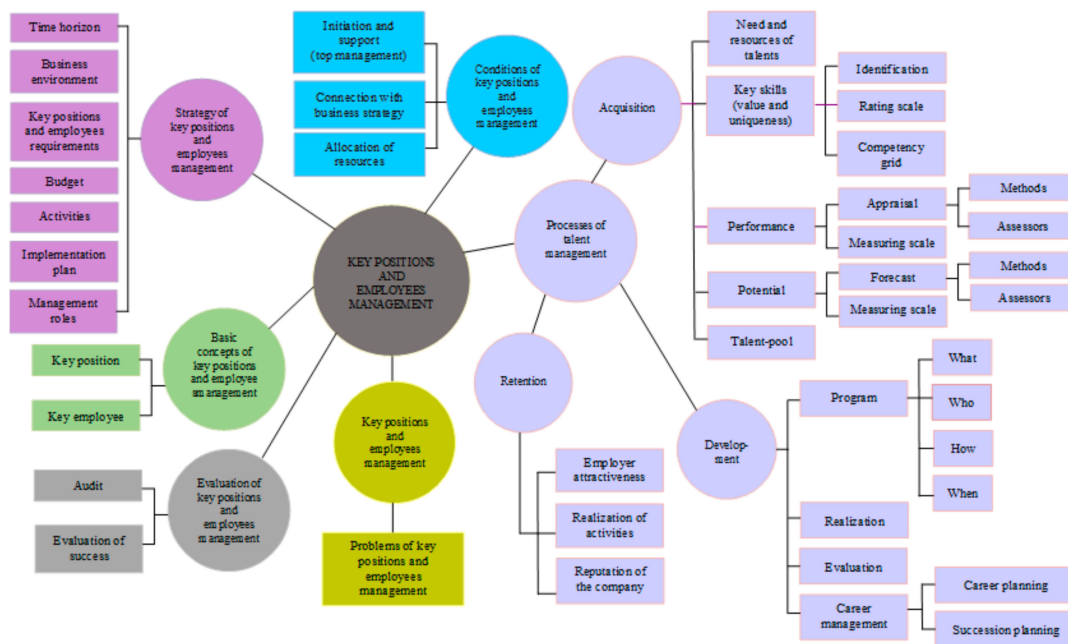 Time horizon
Business
environment
Key positions
and employees
requirements
Budget
Activities
Implementation
plan
Management
roles
Strategy of
key positions
and
employees
management
Initiation and
support
(top management)
Connection with
business strategy
Allocation of
resources
Conditions of
key positions
and
employees
management
KEY POSITIONS
AND
EMPLOYEES
MANAGEMENT
Key position
Key employee
Basic
concepts of
key positions
and employee
smanagement
Audit
Evaluation of
success
Evaluation of
key positions
and
employees
management
Key positions
and
employees
management
Problems of key
positions and
employees
management
Processes of
talent
management
Acquisition
Need and
resources of
talents
Key skills
(value and
uniqueness)
Identification
Rating scale
Competency
grid
Performance
Appraisal
Methods
Assessors
Measuring scale
Potential
Forecast
Methods
Assessors
Measuring scale
Talent-pool
Retention
Employer
attractiveness
Realization of
activities
Reputation of
the company
Develop-
ment
Program
What
Who
How
When
Realization
Evaluation
Career
management
Career planning
Succession planning